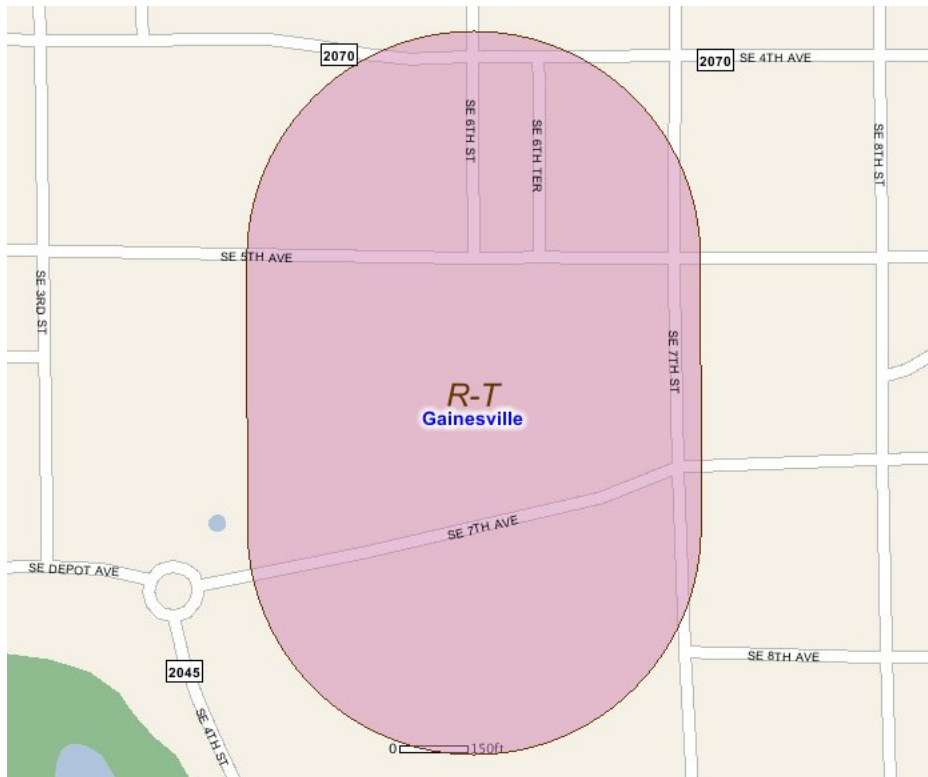 2070
2070
SE 4TH AVE
SE 6TH ST
SE 6TH TER
SE 8TH ST
SE 5TH AVE
SE 3RD ST
SE 7TH ST
R-T
Gainesville
SE 7TH AVE
SE DEPOT AVE
SE 8TH AVE
2045
SE 4TH ST
0 150ft